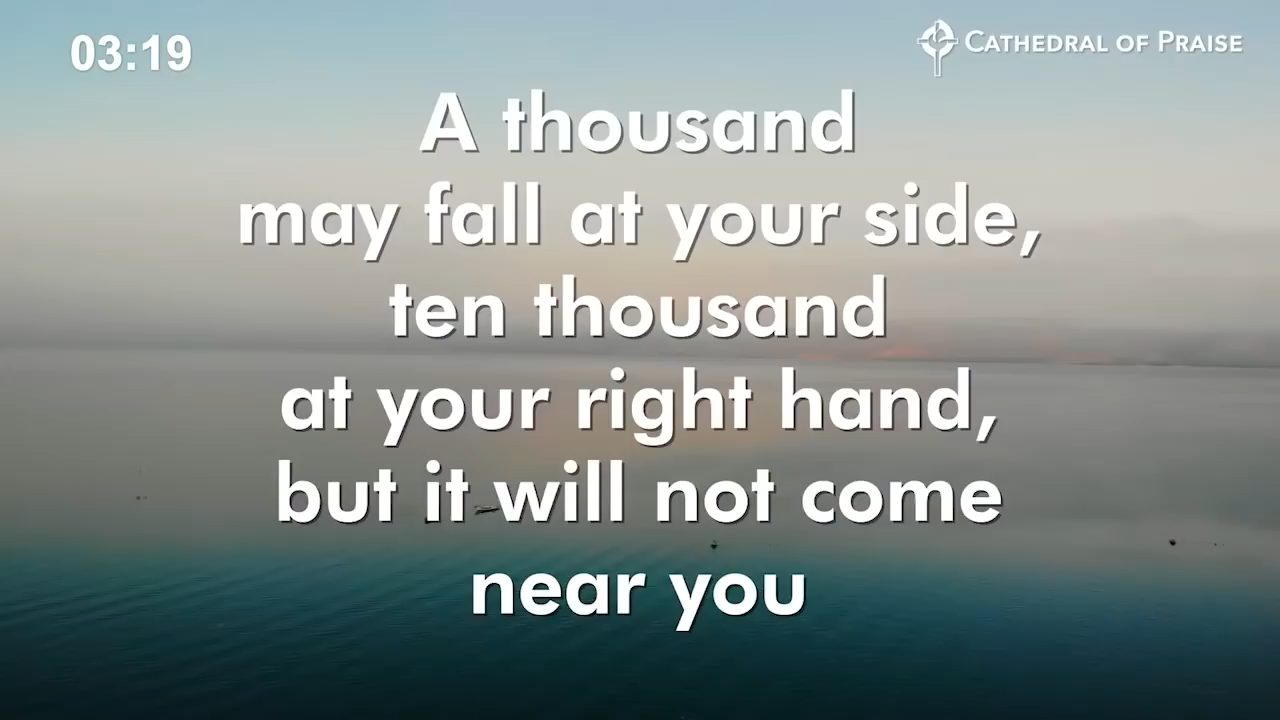 03:19
CATHEDRAL OF PRAISE
A thousand
may fall at your side,
ten thousand
at your right hand,
but it will not come
near you